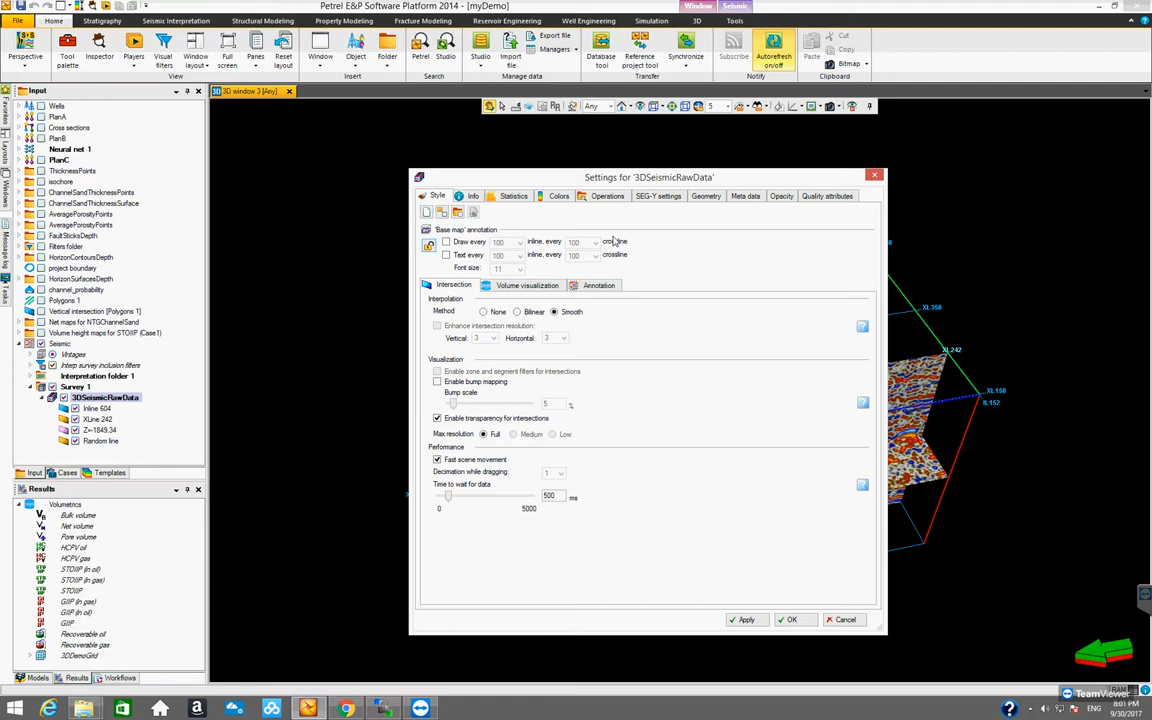 Petrel E&P Software Platform 2014 - [myDemo]
Window
Seismic
File
Home
Stratigraphy
Seismic Interpretation
Structural Modeling
Property Modeling
Fracture Modeling
Reservoir Engineering
Well Engineering
Simulation
3D
Tools
Perspective
Tool palette
Inspector
Players
Visual filters
Window layout
Full screen
Panes
Reset layout
View
Window
Object
Folder
Insert
Petrel
Studio
Search
Studio
Import file
Export file
Managers
Manage data
Database tool
Reference project tool
Synchronize
Transfer
Subscribe
Autorefresh on/off
Notify
Paste
Cut
Copy
Bitmap
Clipboard
Favorites
Layouts
Windows
Message log
Tasks
Input
Wells
PlanA
Cross sections
PlanB
Neural net 1
PlanC
ThicknessPoints
isochore
ChannelSandThicknessPoints
ChannelSandThicknessSurface
AveragePorosityPoints
AveragePorosityPoints
Filters folder
FaultSticksDepth
HorizonContoursDepth
project boundary
HorizonSurfacesDepth
channel_probability
Polygons 1
Vertical intersection [Polygons 1]
Net maps for NTGChannelSand
Volume height maps for STOIIP (Case1)
Seismic
Vintages
Interp survey inclusion filters
Interpretation folder 1
Survey 1
3DSeismicRawData
Inline 604
XLine 242
Z=-1849.34
Random line
Input
Cases
Templates
Results
Volumetrics
Bulk volume
Net volume
Pore volume
HCPV oil
HCPV gas
STOIIP (in oil)
STOIIP (in gas)
STOIIP
GIIP (in gas)
GIIP (in oil)
GIIP
Recoverable oil
Recoverable gas
3DDemoGrid
Models
Results
Workflows
3D window 3 [Any]
Any
5
Settings for '3DSeismicRawData'
Style
Info
Statistics
Colors
Operations
SEG-Y settings
Geometry
Meta data
Opacity
Quality attributes
'Base map' annotation
Draw every 100 inline, every 100 crossline
Text every 100 inline, every 100 crossline
Font size: 11
Intersection
Volume visualization
Annotation
Interpolation
Method None Bilinear Smooth
Enhance intersection resolution:
Vertical: 3 Horizontal: 3
Visualization
Enable zone and segment filters for intersections
Enable bump mapping
Bump scale
5 %
Enable transparency for intersections
Max resolution Full Medium Low
Performance
Fast scene movement
Decimation while dragging: 1
Time to wait for data
500 ms
0 5000
Apply
OK
Cancel
XL350
XL242
XL150
IL152
RAM
TeamViewer
ENG
8:01 PM
9/30/2017